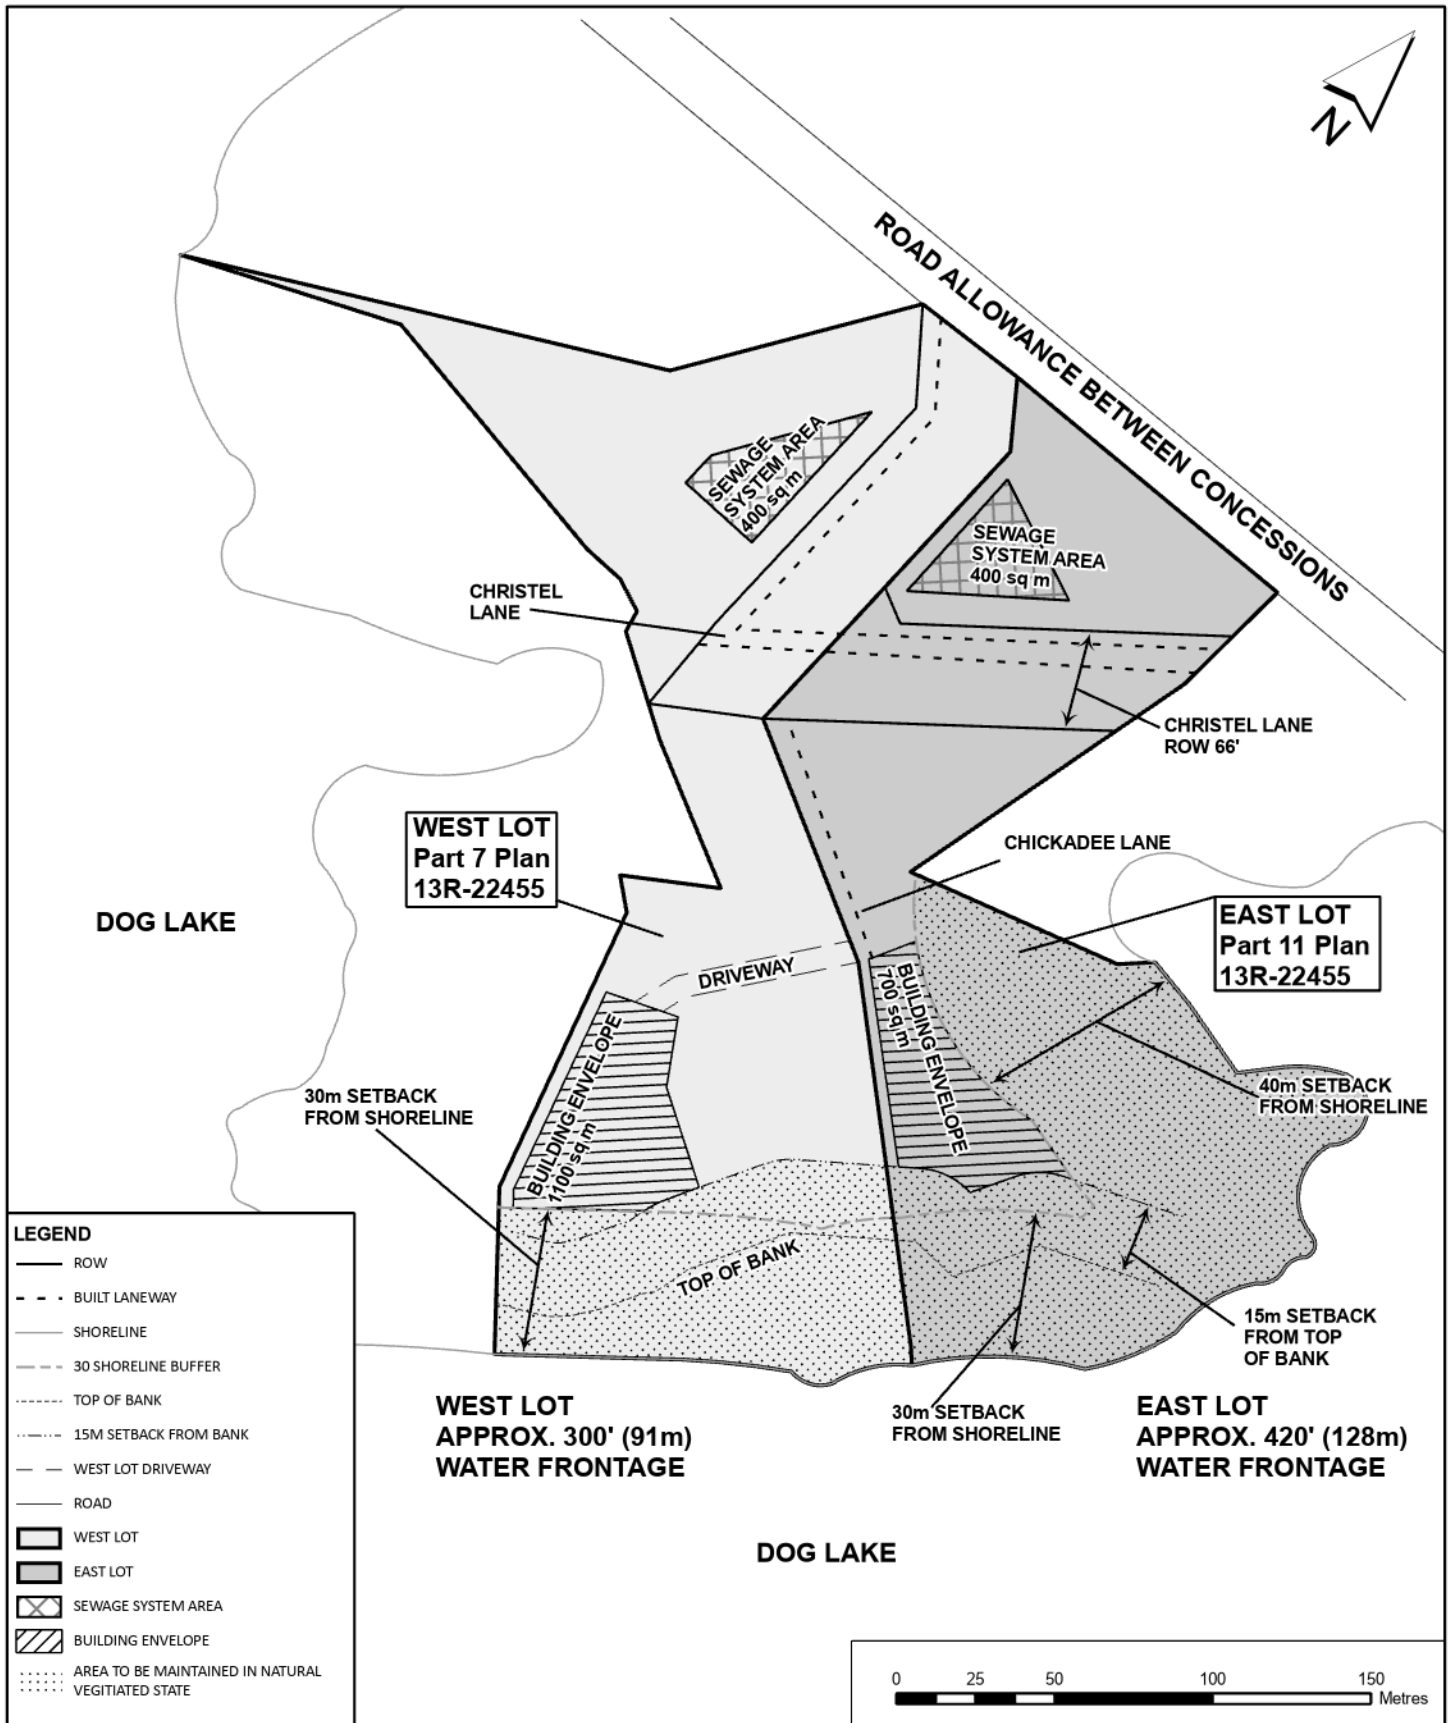 N
ROAD ALLOWANCE BETWEEN CONCESSIONS
SEWAGE
SYSTEM AREA
400 sq m
SEWAGE
SYSTEM AREA
400 sq m
CHRISTEL
LANE
CHRISTEL LANE
ROW 66'
WEST LOT
Part 7 Plan
13R-22455
CHICKADEE LANE
DOG LAKE
EAST LOT
Part 11 Plan
13R-22455
DRIVEWAY
BUILDING ENVELOPE
700 sq m
BUILDING ENVELOPE
1100 sq m
30m SETBACK
FROM SHORELINE
40m SETBACK
FROM SHORELINE
TOP OF BANK
15m SETBACK
FROM TOP
OF BANK
WEST LOT
APPROX. 300' (91m)
WATER FRONTAGE
30m SETBACK
FROM SHORELINE
EAST LOT
APPROX. 420' (128m)
WATER FRONTAGE
DOG LAKE
LEGEND
ROW
BUILT LANEWAY
SHORELINE
30 SHORELINE BUFFER
TOP OF BANK
15M SETBACK FROM BANK
WEST LOT DRIVEWAY
ROAD
WEST LOT
EAST LOT
SEWAGE SYSTEM AREA
BUILDING ENVELOPE
AREA TO BE MAINTAINED IN NATURAL
VEGITIATED STATE
0 25 50 100 150
Metres